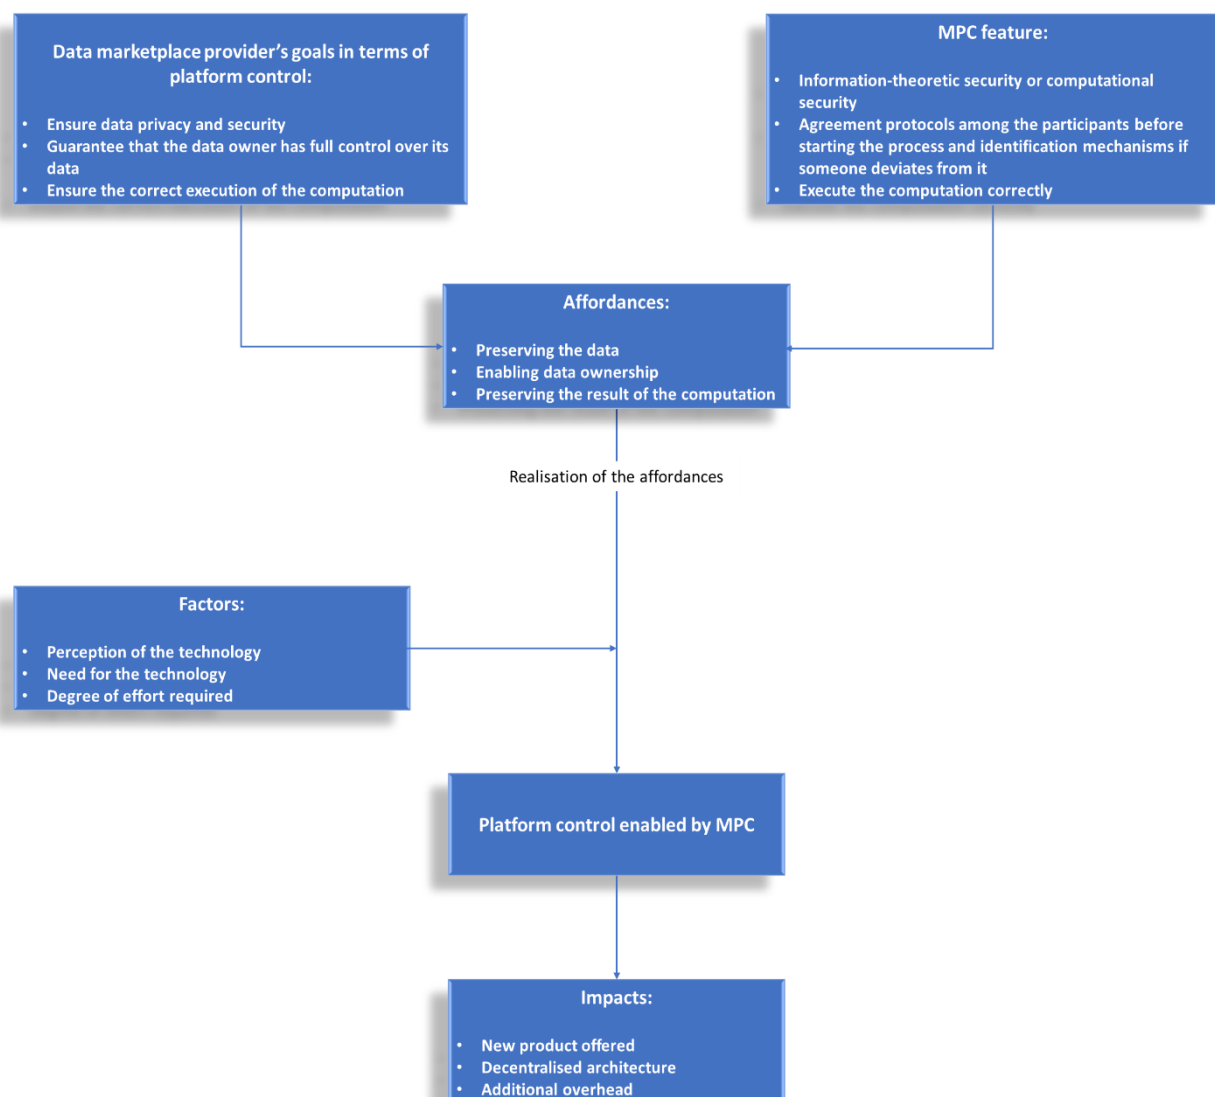 Data marketplace provider's goals in terms of
platform control:
• Ensure data privacy and security
• Guarantee that the data owner has full control over its
data
• Ensure the correct execution of the computation
MPC feature:
• Information-theoretic security or computational
security
• Agreement protocols among the participants before
starting the process and identification mechanisms if
someone deviates from it
• Execute the computation correctly
Affordances:
• Preserving the data
• Enabling data ownership
• Preserving the result of the computation
Realisation of the affordances
Factors:
• Perception of the technology
• Need for the technology
• Degree of effort required
Platform control enabled by MPC
Impacts:
• New product offered
• Decentralised architecture
• Additional overhead